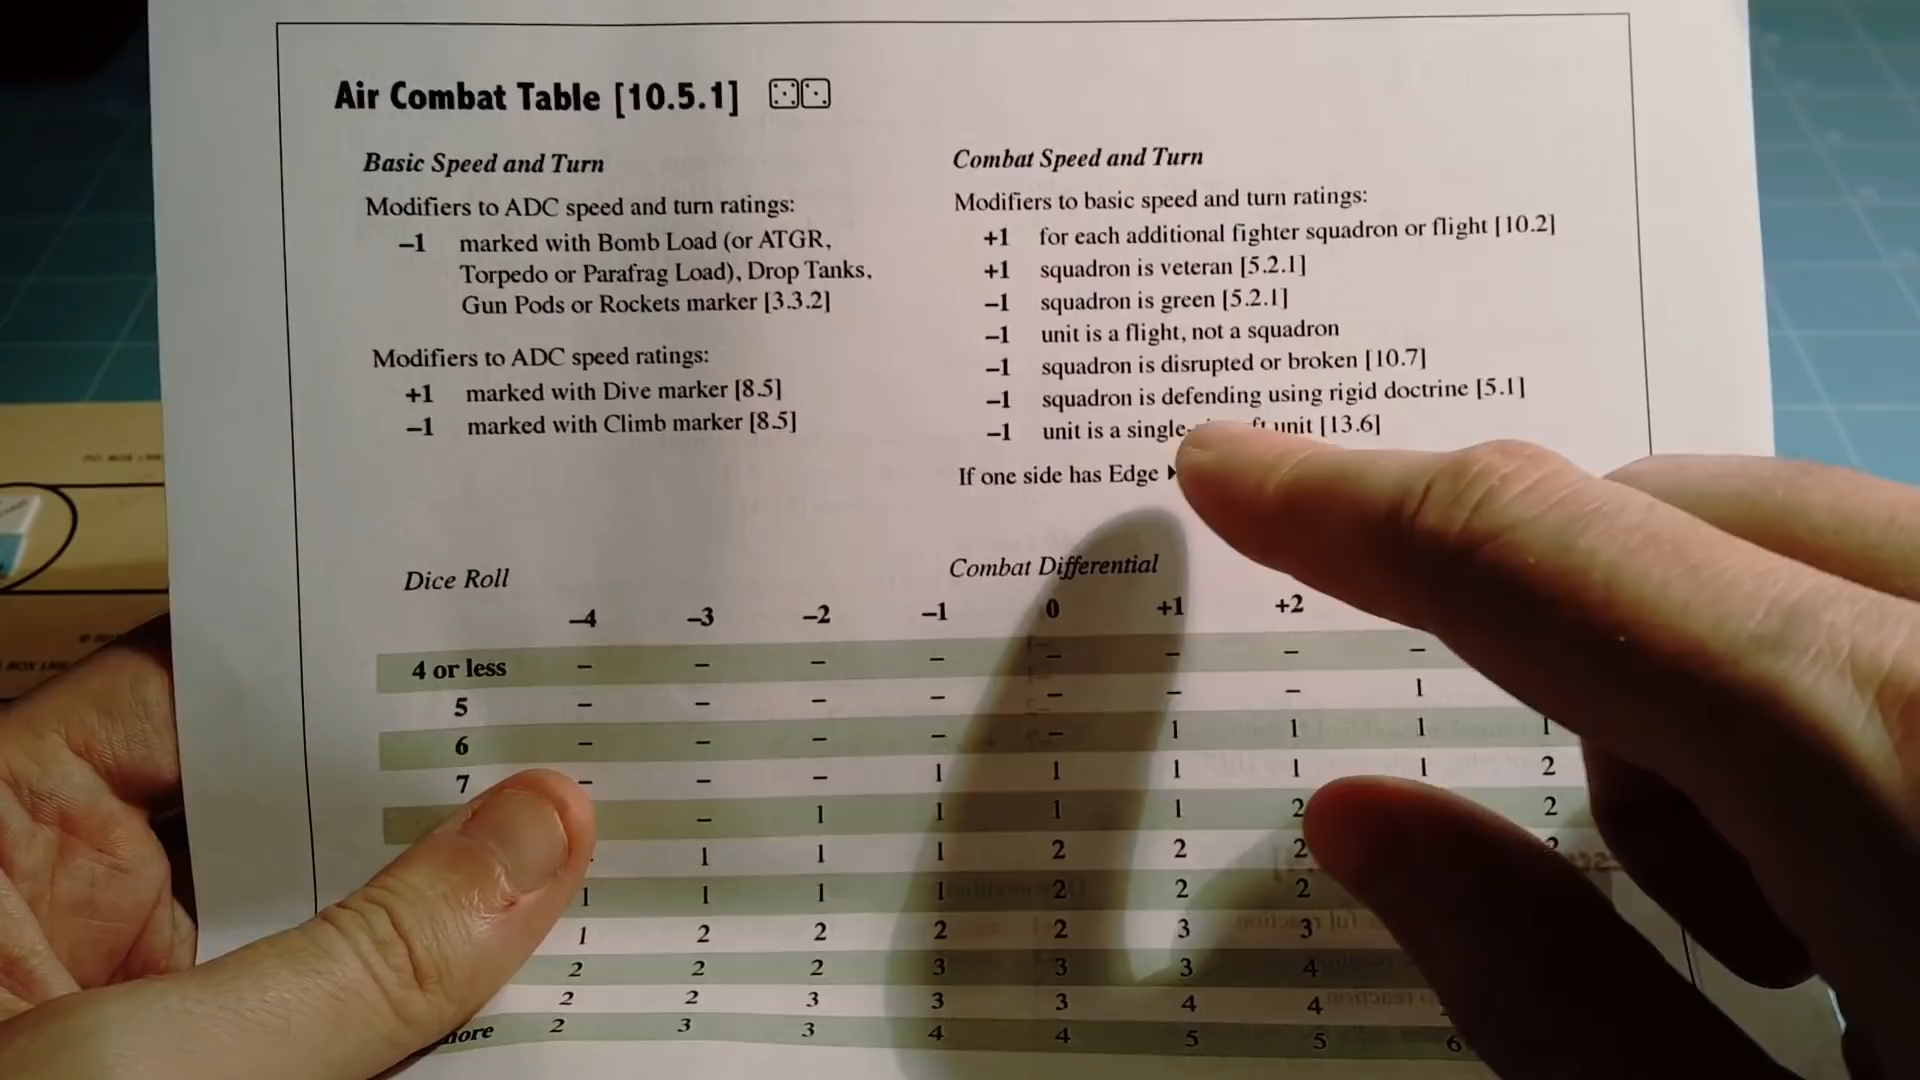 Air Combat Table [10.5.1]
Basic Speed and Turn
Modifiers to ADC speed and turn ratings:
–1 marked with Bomb Load (or ATGR,
Torpedo or Parafrag Load), Drop Tanks,
Gun Pods or Rockets marker [3.3.2]
Modifiers to ADC speed ratings:
+1 marked with Dive marker [8.5]
–1 marked with Climb marker [8.5]
Combat Speed and Turn
Modifiers to basic speed and turn ratings:
+1 for each additional fighter squadron or flight [10.2]
+1 squadron is veteran [5.2.1]
–1 squadron is green [5.2.1]
–1 unit is a flight, not a squadron
–1 squadron is disrupted or broken [10.7]
–1 squadron is defending using rigid doctrine [5.1]
–1 unit is a single- unit [13.6]
If one side has Edge
Dice Roll
Combat Differential
–4 –3 –2 –1 0 +1 +2
4 or less – – – – – – – –
5 – – – – – – – 1
6 – – – – – 1 1 1 1
7 – – – 1 1 1 1 1 2
– 1 1 1 1 2 2
1 1 1 2 2 2 2
1 1 1 1 2 2 2
1 2 2 2 2 3 3
2 2 2 3 3 3 4
2 2 3 3 3 4 4
2 3 3 4 4 5 5 6